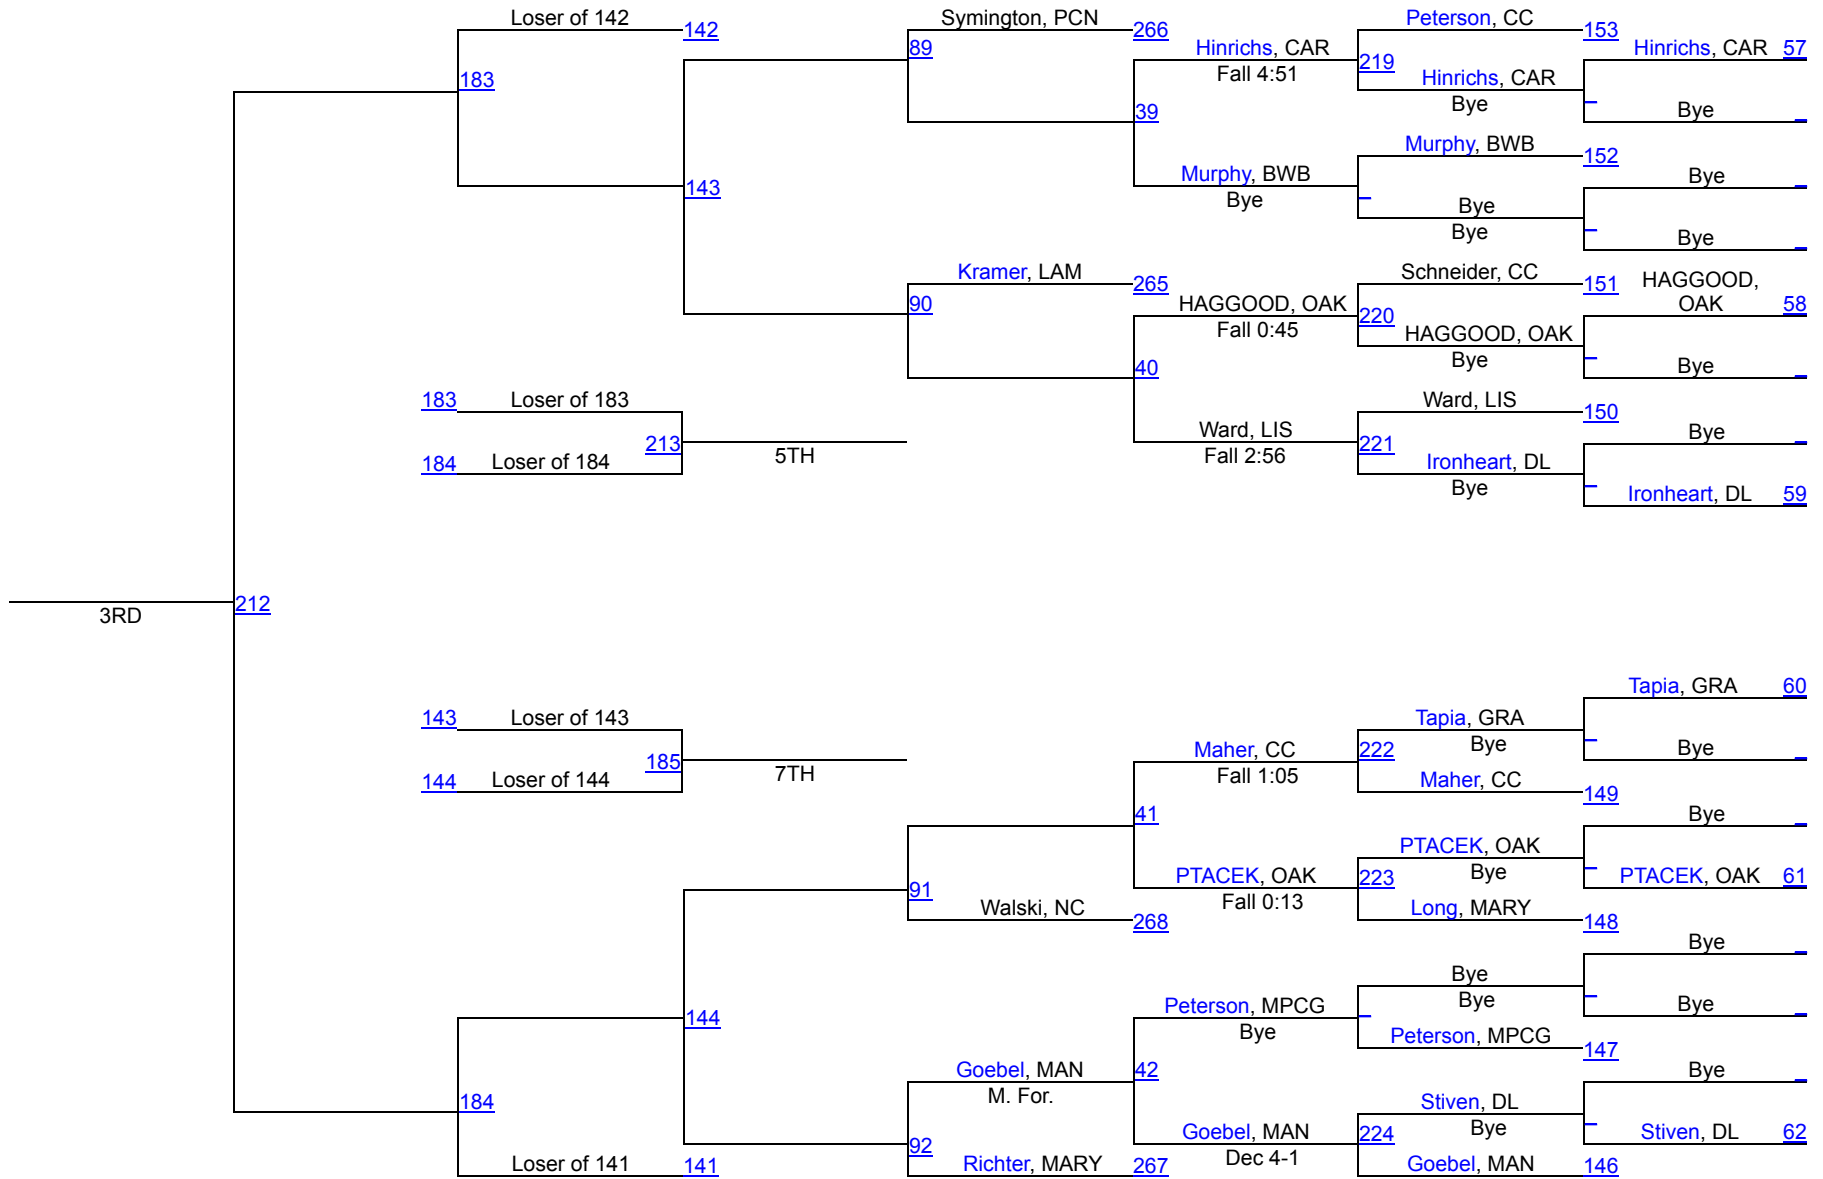 Loser of 142
142
Symington, PCN
266
Peterson, CC
153
Hinrichs, CAR
57
89
Hinrichs, CAR
Fall 4:51
219
183
Hinrichs, CAR
Bye
Bye
39
Murphy, BWB
152
143
Murphy, BWB
Bye
Bye
Bye
Bye
Bye
Kramer, LAM
265
Schneider, CC
151
HAGGOOD,
OAK
58
90
HAGGOOD, OAK
Fall 0:45
220
HAGGOOD, OAK
Bye
Bye
40
183
Loser of 183
Ward, LIS
150
213
5TH
Ward, LIS
Fall 2:56
221
Bye
184
Loser of 184
Ironheart, DL
Bye
Ironheart, DL
59
3RD
212
Tapia, GRA
60
143
Loser of 143
Tapia, GRA
Bye
Bye
185
7TH
Maher, CC
Fall 1:05
222
144
Loser of 144
Maher, CC
149
41
Bye
PTACEK, OAK
Bye
91
PTACEK, OAK
Fall 0:13
223
PTACEK, OAK
61
Walski, NC
268
Long, MARY
148
Bye
Bye
Bye
144
Peterson, MPCG
Bye
Bye
Peterson, MPCG
147
Goebel, MAN
M. For.
42
Bye
184
Stiven, DL
Bye
92
Goebel, MAN
Dec 4-1
224
Stiven, DL
62
Loser of 141
141
Richter, MARY
267
Goebel, MAN
146